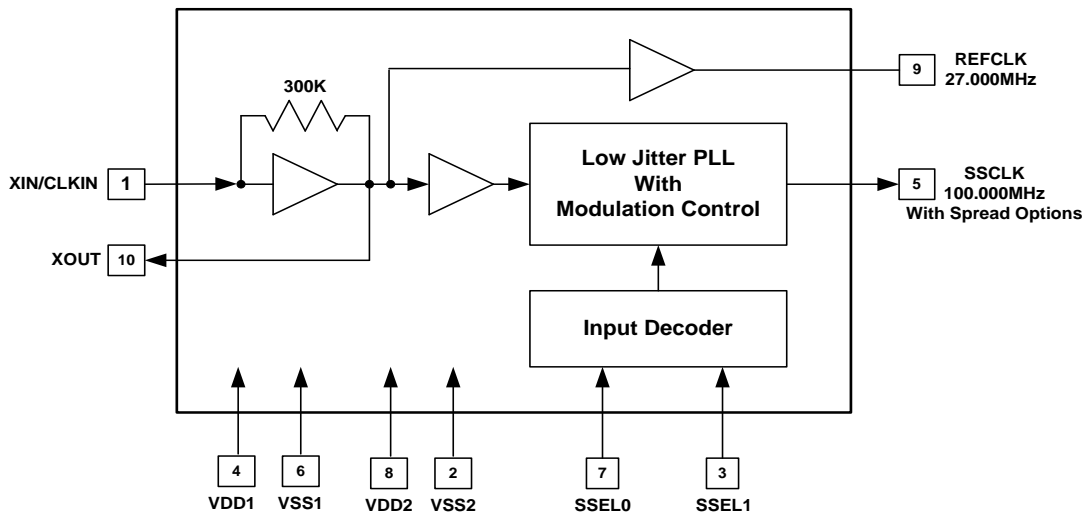 300K
9
REFCLK
27.000MHz
XIN/CLKIN
1
Low Jitter PLL
With
Modulation Control
5
SSCLK
100.000MHz
With Spread Options
XOUT
10
Input Decoder
4
6
8
2
7
3
VDD1
VSS1
VDD2
VSS2
SSEL0
SSEL1